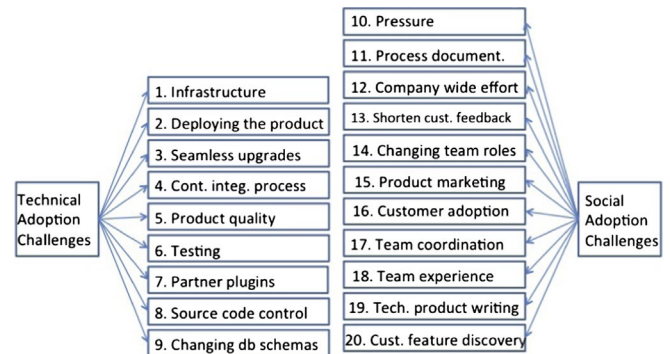 Technical
Adoption
Challenges
1. Infrastructure
2. Deploying the product
3. Seamless upgrades
4. Cont. integ. process
5. Product quality
6. Testing
7. Partner plugins
8. Source code control
9. Changing db schemas
10. Pressure
11. Process document.
12. Company wide effort
13. Shorten cust. feedback
14. Changing team roles
15. Product marketing
16. Customer adoption
17. Team coordination
18. Team experience
19. Tech. product writing
20. Cust. feature discovery
Social
Adoption
Challenges